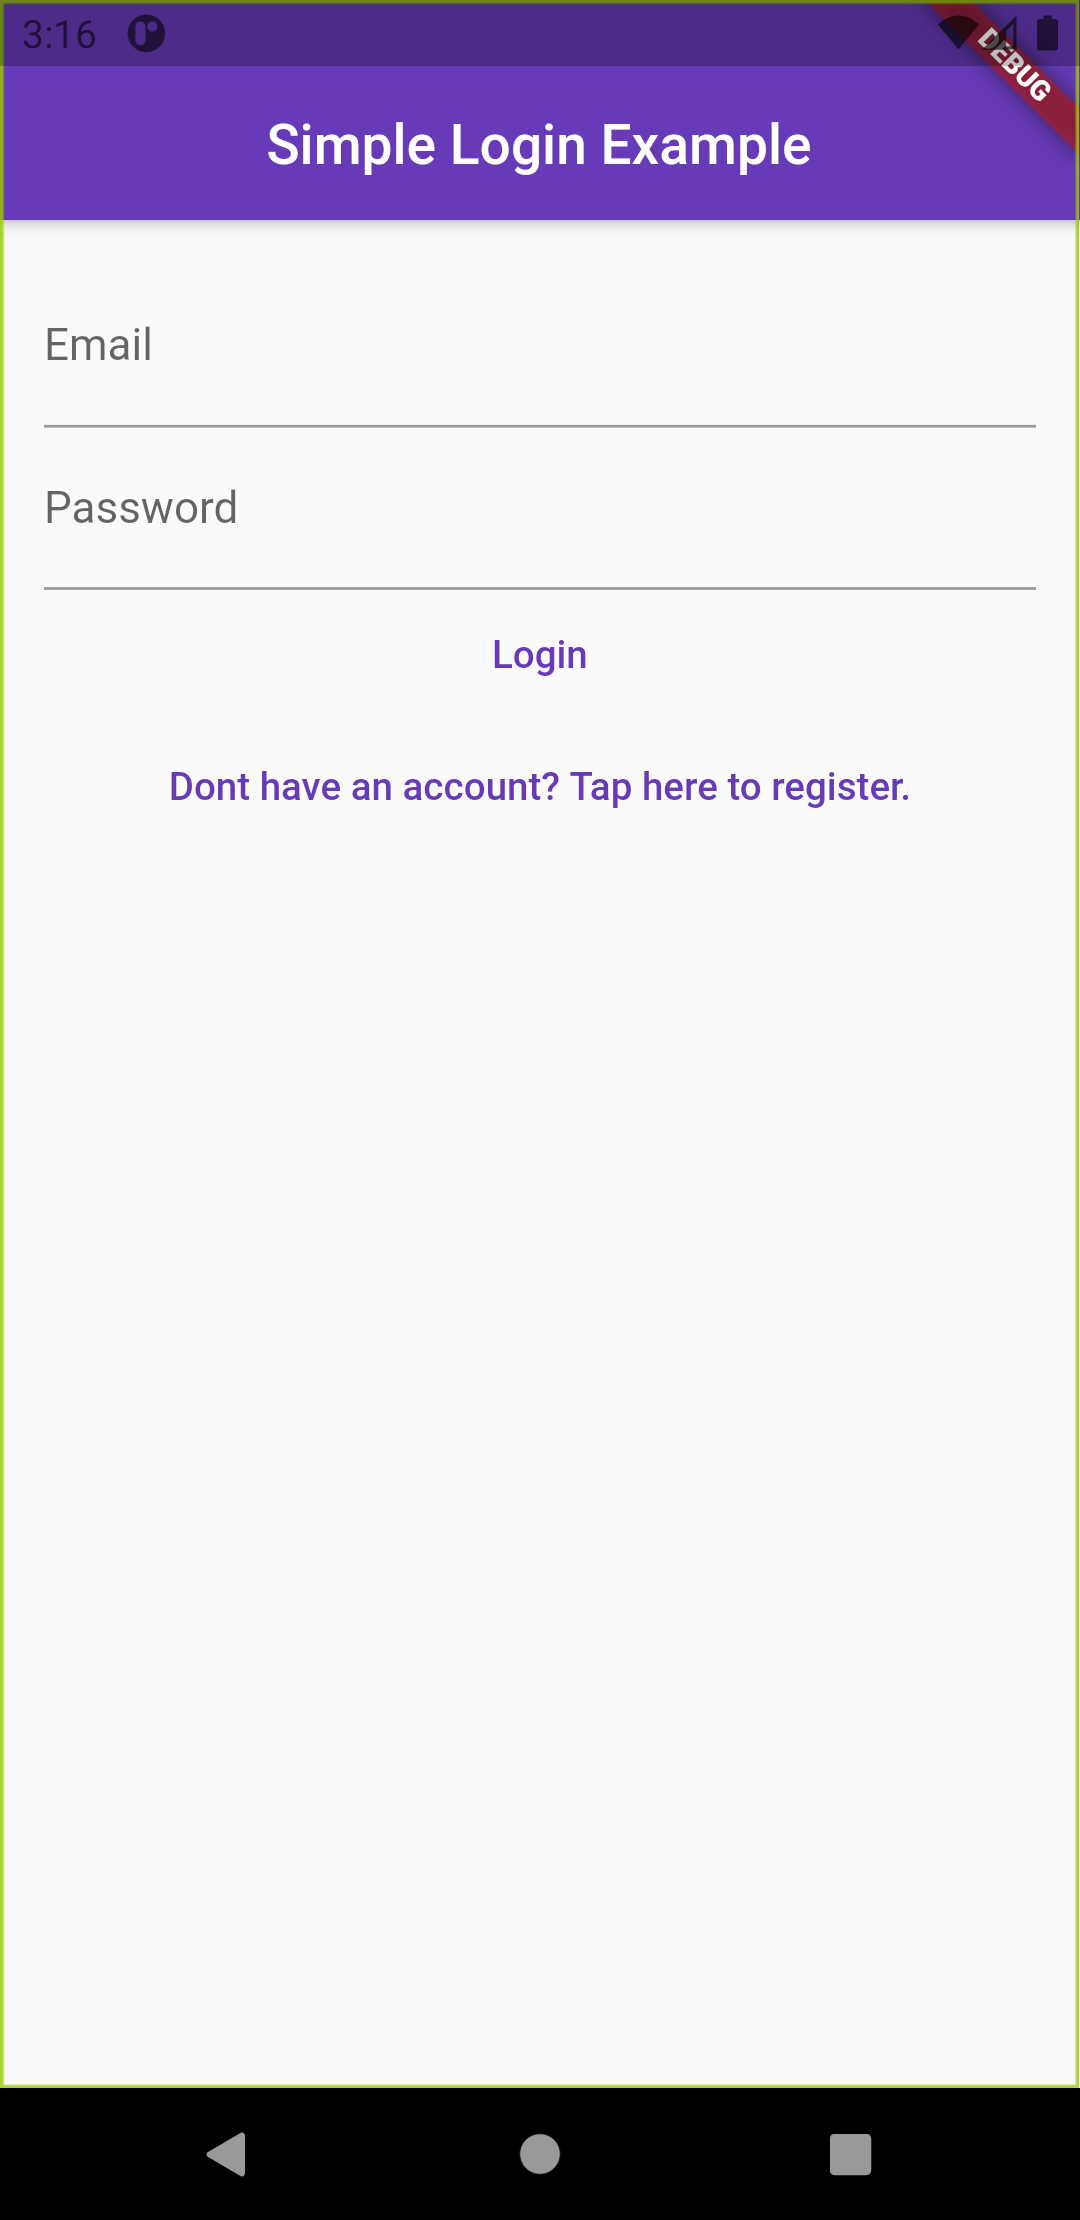 3:16
DEBUG
Simple Login Example
Email
Password
Login
Dont have an account? Tap here to register.